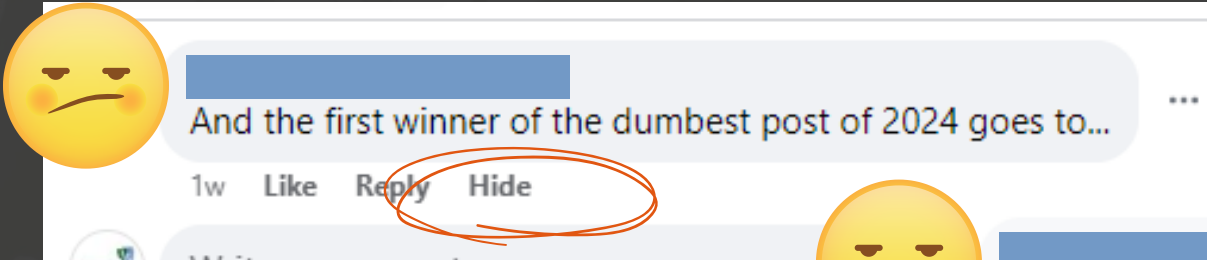 And the first winner of the dumbest post of 2024 goes to...
1w Like Reply Hide